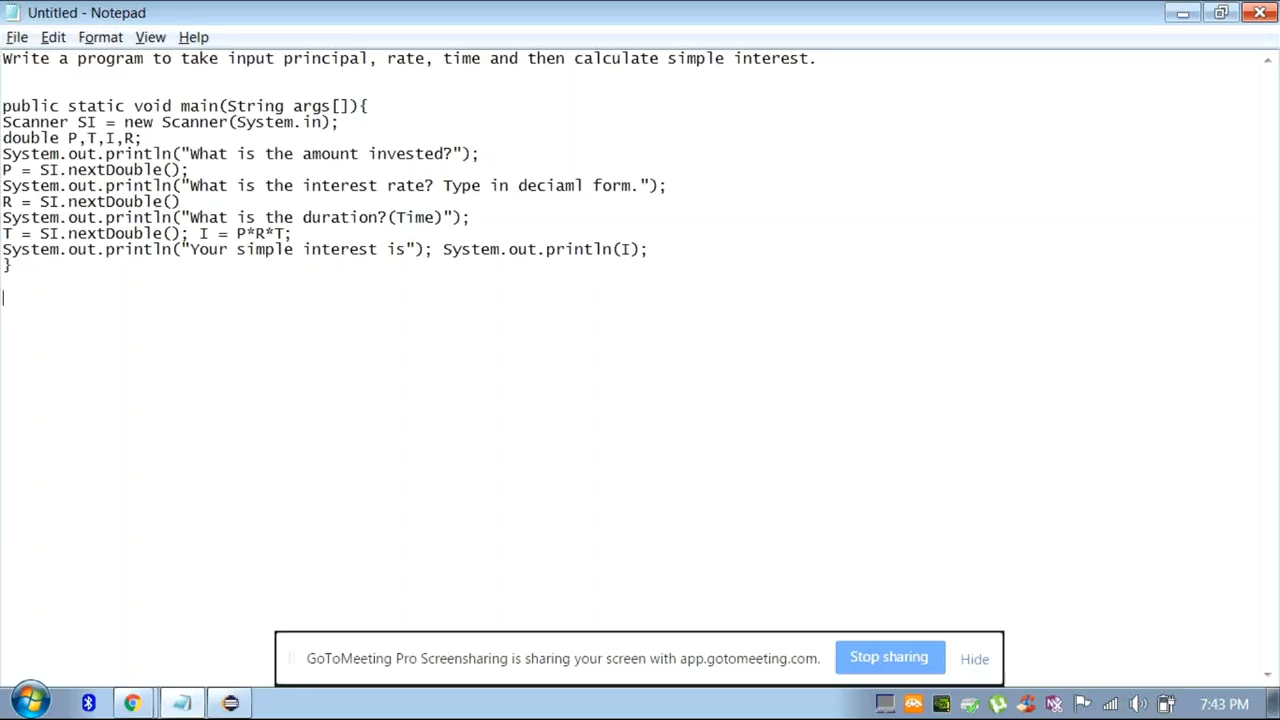 Untitled - Notepad
File Edit Format View Help
Write a program to take input principal, rate, time and then calculate simple interest.
public static void main(String args[]){
Scanner SI = new Scanner(System.in);
double P,T,I,R;
System.out.println("What is the amount invested?");
P = SI.nextDouble();
System.out.println("What is the interest rate? Type in deciaml form.");
R = SI.nextDouble()
System.out.println("What is the duration?(Time)");
T = SI.nextDouble(); I = P*R*T;
System.out.println("Your simple interest is"); System.out.println(I);
}
GoToMeeting Pro Screensharing is sharing your screen with app.gotomeeting.com. Stop sharing Hide
7:43 PM